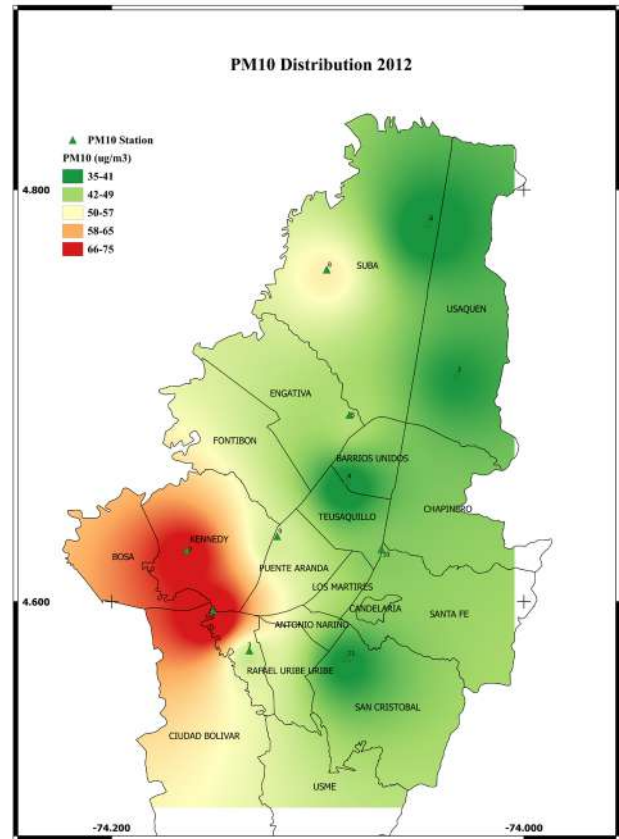 PM10 Distribution 2012
PM10 Station
PM10 (ug/m3)
35-41
42-49
50-57
58-65
66-75
4.800
SUBA
USAQUEN
ENGATIVA
FONTIBON
BARRIOS UNIDOS
TEUSAQUILLO
CHAPINERO
KENNEDY
BOSA
PUENTE ARANDA
LOS MARTIRES
4.600
CANDELARIA
SANTA FE
ANTONIO NARIÑO
RAFAEL URIBE URIBE
SAN CRISTOBAL
CIUDAD BOLIVAR
USME
-74.200
-74.000